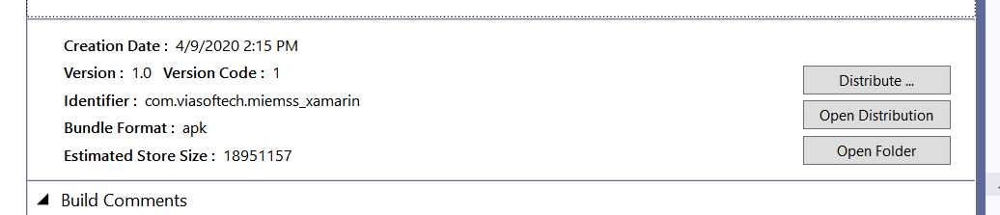 Creation Date : 4/9/2020 2:15 PM
Version : 1.0 Version Code : 1
Identifier : com.viasoftech.miemss_xamarin
Bundle Format : apk
Estimated Store Size : 18951157
Distribute ...
Open Distribution
Open Folder
Build Comments